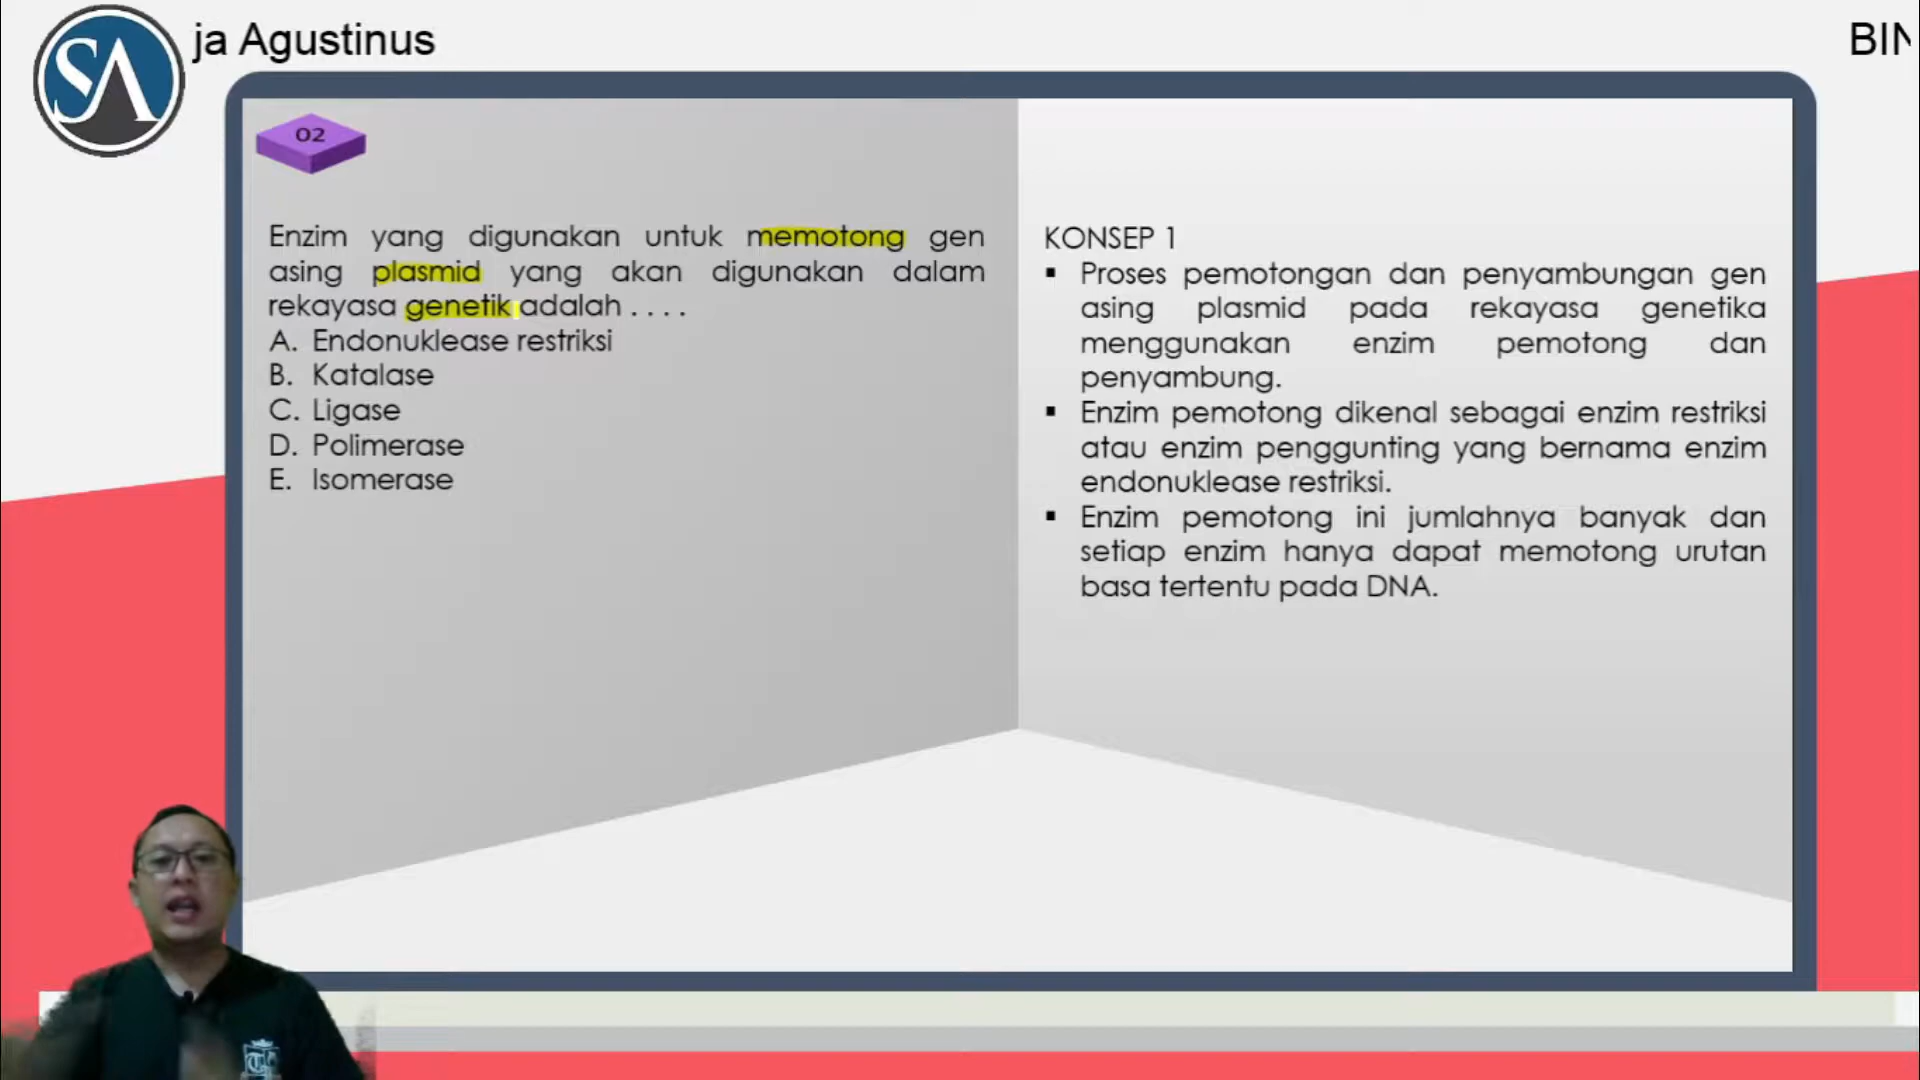 SA
ja Agustinus
BIN
02
Enzim yang digunakan untuk memotong gen
asing plasmid yang akan digunakan dalam
rekayasa genetik adalah . . . .
A. Endonuklease restriksi
B. Katalase
C. Ligase
D. Polimerase
E. Isomerase
KONSEP 1
▪ Proses pemotongan dan penyambungan gen
asing plasmid pada rekayasa genetika
menggunakan enzim pemotong dan
penyambung.
▪ Enzim pemotong dikenal sebagai enzim restriksi
atau enzim penggunting yang bernama enzim
endonuklease restriksi.
▪ Enzim pemotong ini jumlahnya banyak dan
setiap enzim hanya dapat memotong urutan
basa tertentu pada DNA.